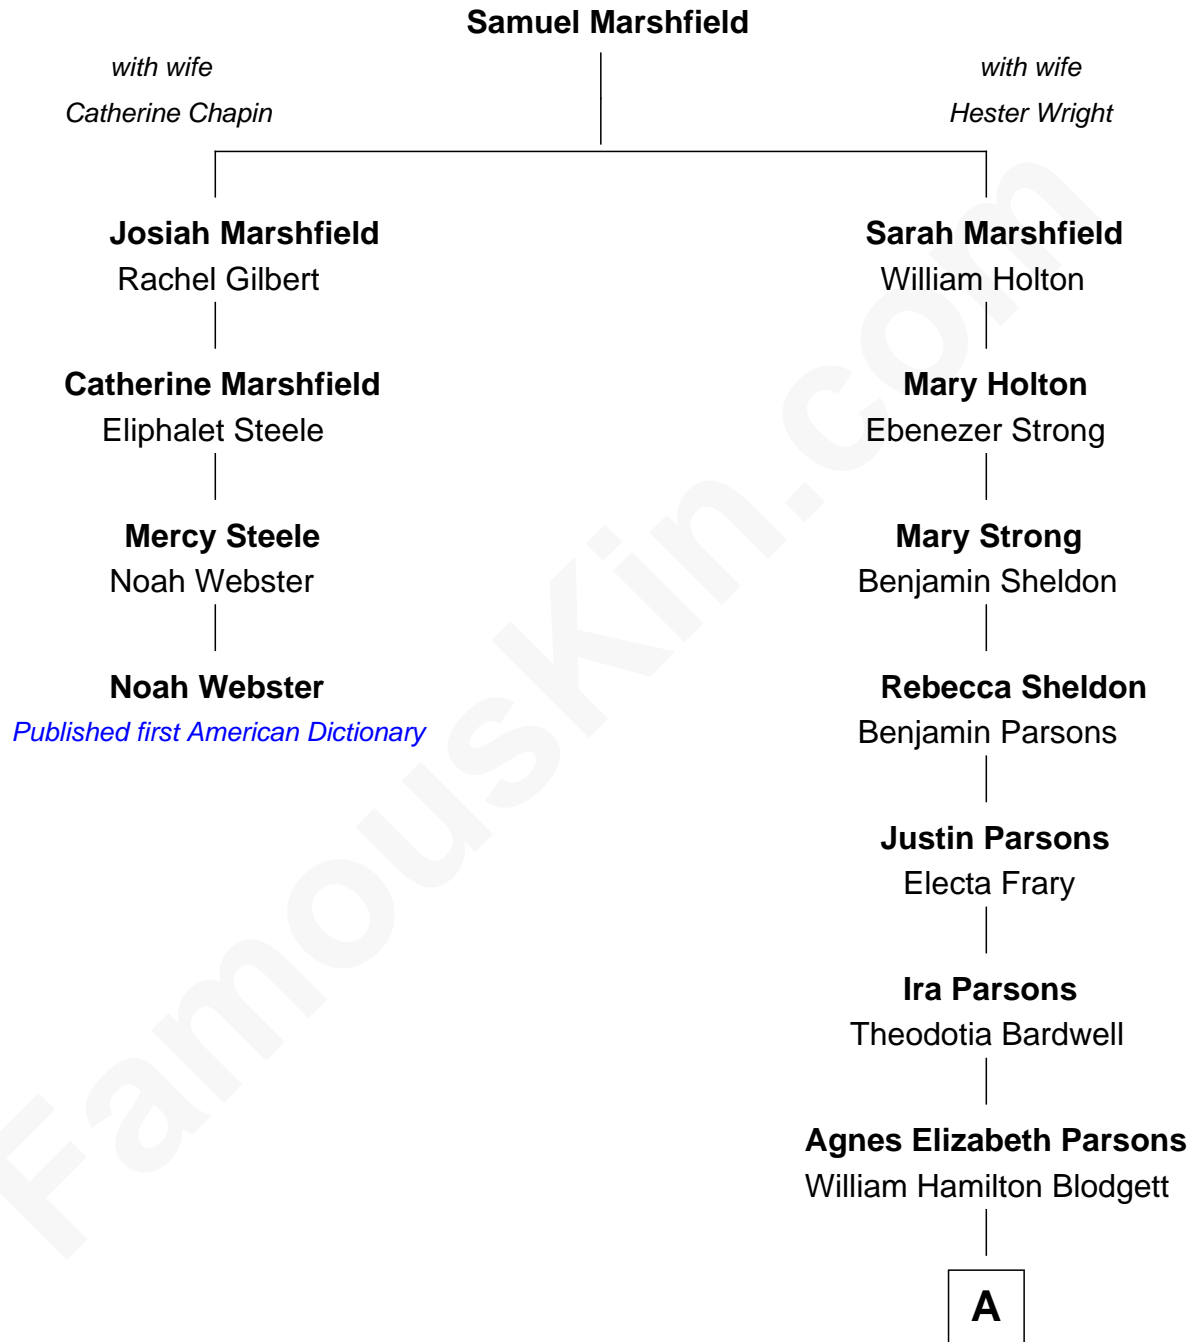 Samuel Marshfield
with wife
Catherine Chapin
with wife
Hester Wright
Josiah Marshfield
Rachel Gilbert
Sarah Marshfield
William Holton
Catherine Marshfield
Eliphalet Steele
Mary Holton
Ebenezer Strong
Mercy Steele
Noah Webster
Mary Strong
Benjamin Sheldon
Noah Webster
Published first American Dictionary
Rebecca Sheldon
Benjamin Parsons
Justin Parsons
Electa Frary
Ira Parsons
Theodotia Bardwell
Agnes Elizabeth Parsons
William Hamilton Blodgett
A
FamousKin.com